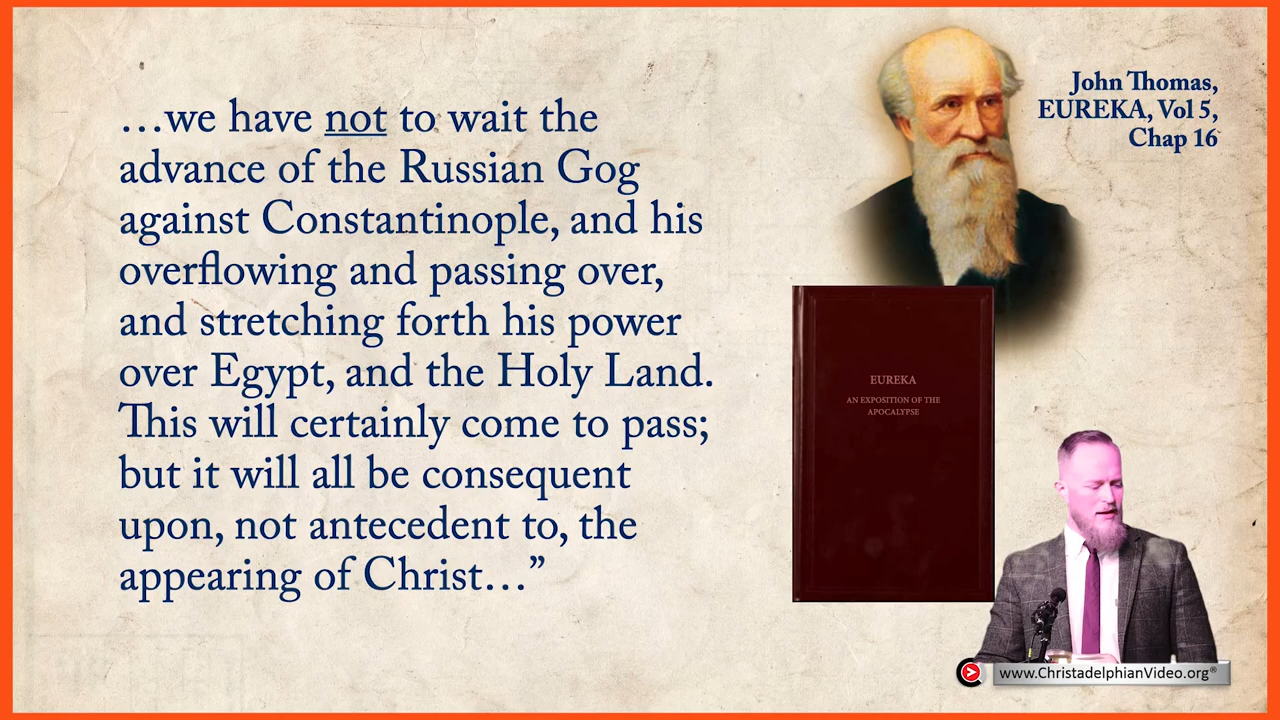 …we have not to wait the
advance of the Russian Gog
against Constantinople, and his
overflowing and passing over,
and stretching forth his power
over Egypt, and the Holy Land.
This will certainly come to pass;
but it will all be consequent
upon, not antecedent to, the
appearing of Christ…”
John Thomas,
EUREKA, Vol 5,
Chap 16
EUREKA
AN EXPOSITION OF THE
APOCALYPSE
www.ChristadelphianVideo.org®